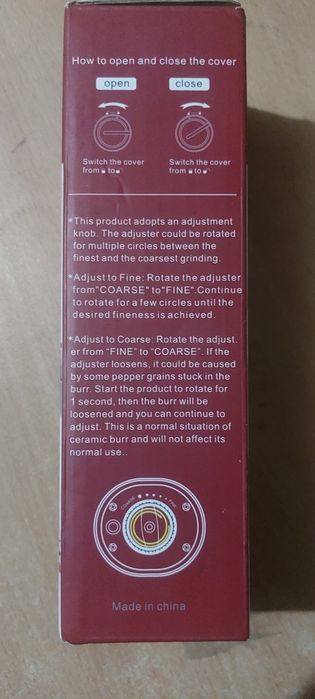 How to open and close the cover
open close
Switch the cover Switch the cover
from to from to
*This product adopts an adjustment
knob. The adjuster could be rotated
for multiple circles between the
finest and the coarsest grinding.
*Adjust to Fine: Rotate the adjuster
from"COARSE" to"FINE".Continue
to rotate for a few circles until the
desired fineness is achieved.
*Adjust to Coarse: Rotate the adjust.
er from “FINE” to “COARSE”. If the
adjuster loosens, it could be caused
by some pepper grains stuck in the
burr. Start the product to rotate for
1 second, then the burr will be
loosened and you can continue to
adjust. This is a normal situation of
ceramic burr and will not affect its
normal use..
COARSE FINE
Made in china